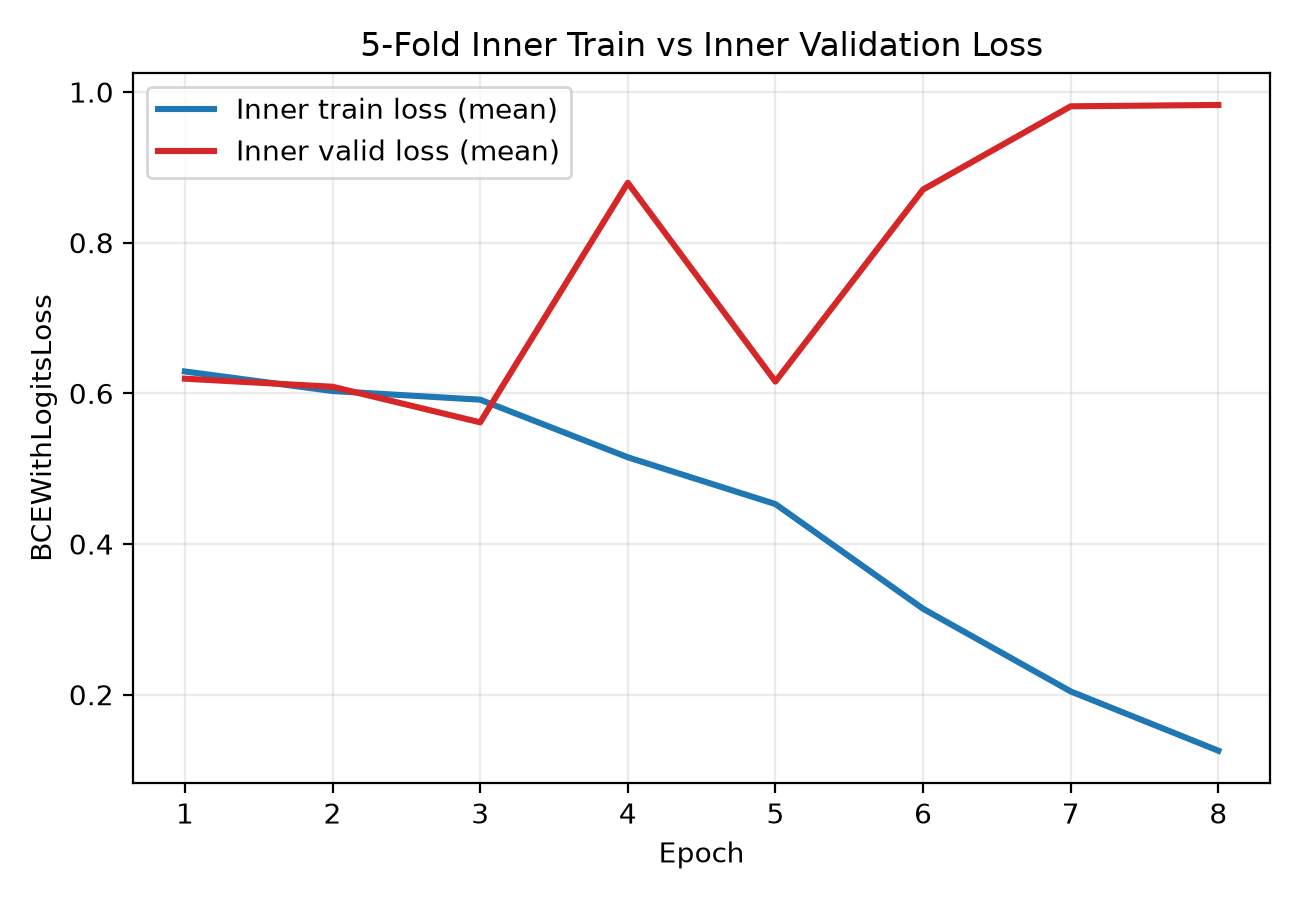 5-Fold Inner Train vs Inner Validation Loss
Inner train loss (mean)
Inner valid loss (mean)
BCEWithLogitsLoss
1.0
0.8
0.6
0.4
0.2
1 2 3 4 5 6 7 8
Epoch